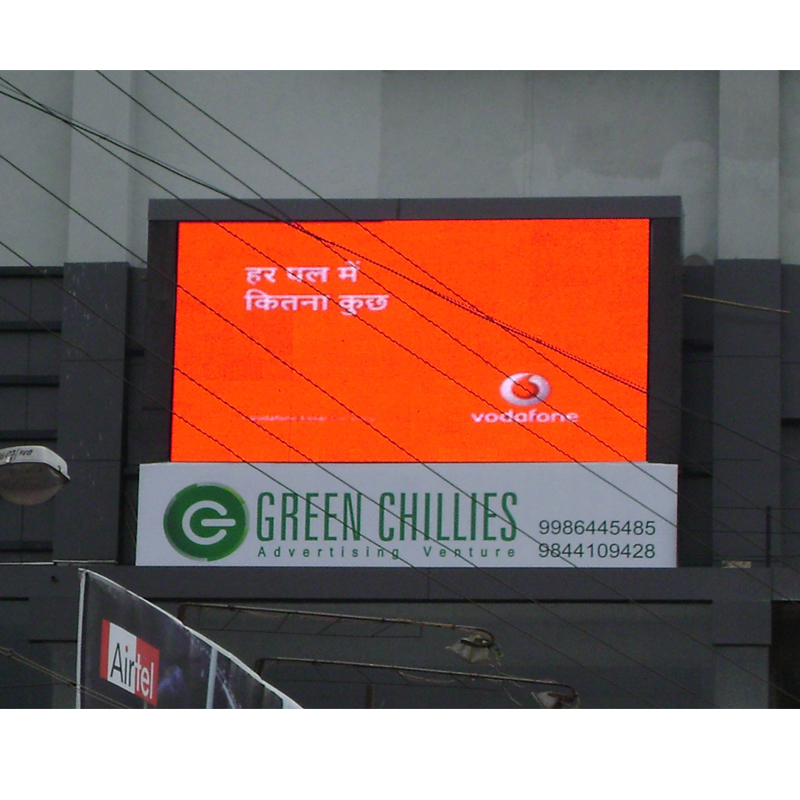 हर पल में
कितना कुछ
vodafone
GREEN CHILLIES
Advertising Venture
9986445485
9844109428
Airtel